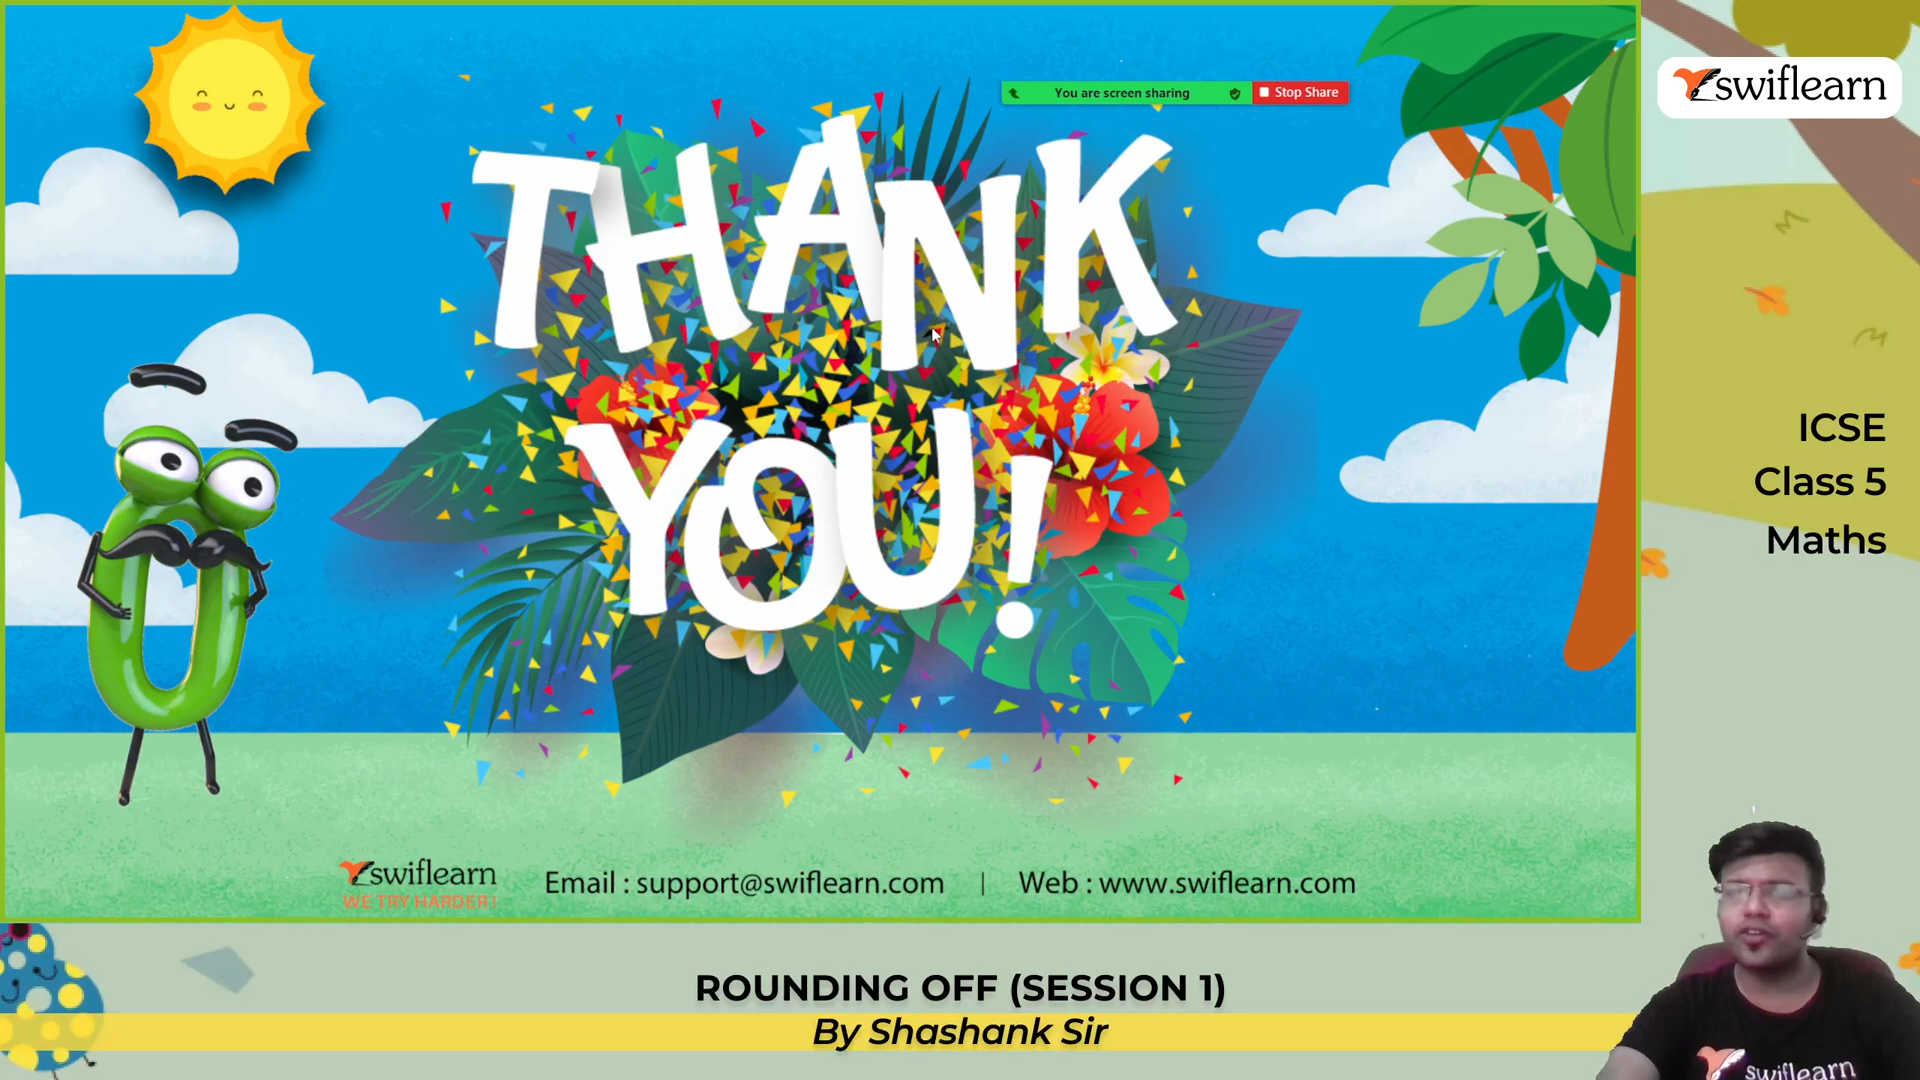 You are screen sharing
Stop Share
swiflearn
THANK
YOU!
ICSE
Class 5
Maths
swiflearn
WE TRY HARDER!
Email : support@swiflearn.com | Web : www.swiflearn.com
ROUNDING OFF (SESSION 1)
By Shashank Sir
swiflearn